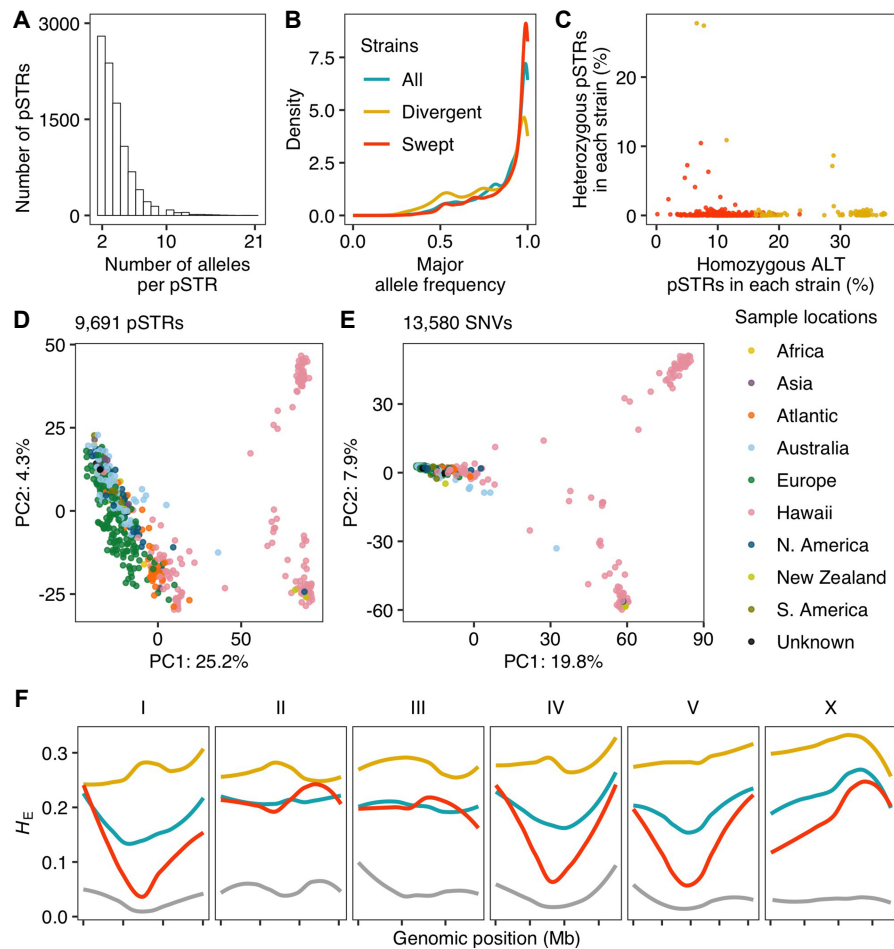 A
3000
1500
0
2
10
21
Number of pSTRs
Number of alleles
per pSTR
B
7.5
5.0
2.5
0.0
0.0
0.5
1.0
Density
Major
allele frequency
Strains
All
Divergent
Swept
C
20
10
0
0
10
20
30
Heterozygous pSTRs
in each strain (%)
Homozygous ALT
pSTRs in each strain (%)
D
9,691 pSTRs
50
25
0
-25
0
50
PC2: 4.3%
PC1: 25.2%
E
13,580 SNVs
30
0
-30
-60
0
30
60
90
PC2: 7.9%
PC1: 19.8%
Sample locations
Africa
Asia
Atlantic
Australia
Europe
Hawaii
N. America
New Zealand
S. America
Unknown
F
I
II
III
IV
V
X
0.3
0.2
0.1
0.0
HE
Genomic position (Mb)